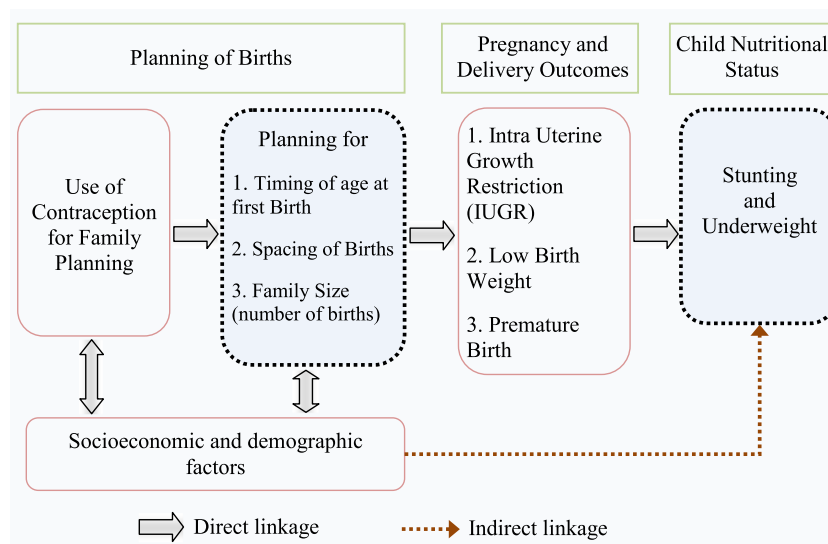 Planning of Births
Pregnancy and
Delivery Outcomes
Child Nutritional
Status
Use of
Contraception
for Family
Planning
Planning for
1. Timing of age at
first Birth
2. Spacing of Births
3. Family Size
(number of births)
1. Intra Uterine
Growth
Restriction
(IUGR)
2. Low Birth
Weight
3. Premature
Birth
Stunting
and
Underweight
Socioeconomic and demographic
factors
Direct linkage
Indirect linkage